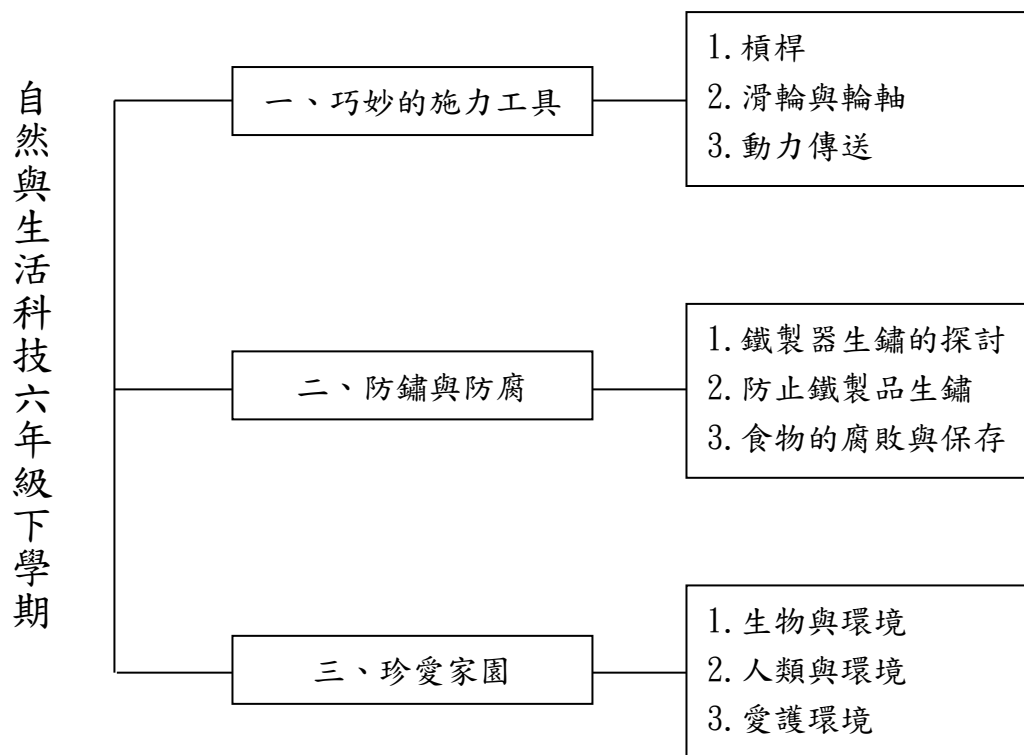 自然與生活科技六年級下學期
一、巧妙的施力工具
1.槓桿
2.滑輪與輪軸
3.動力傳送
二、防鏽與防腐
1.鐵製器生鏽的探討
2.防止鐵製品生鏽
3.食物的腐敗與保存
三、珍愛家園
1.生物與環境
2.人類與環境
3.愛護環境